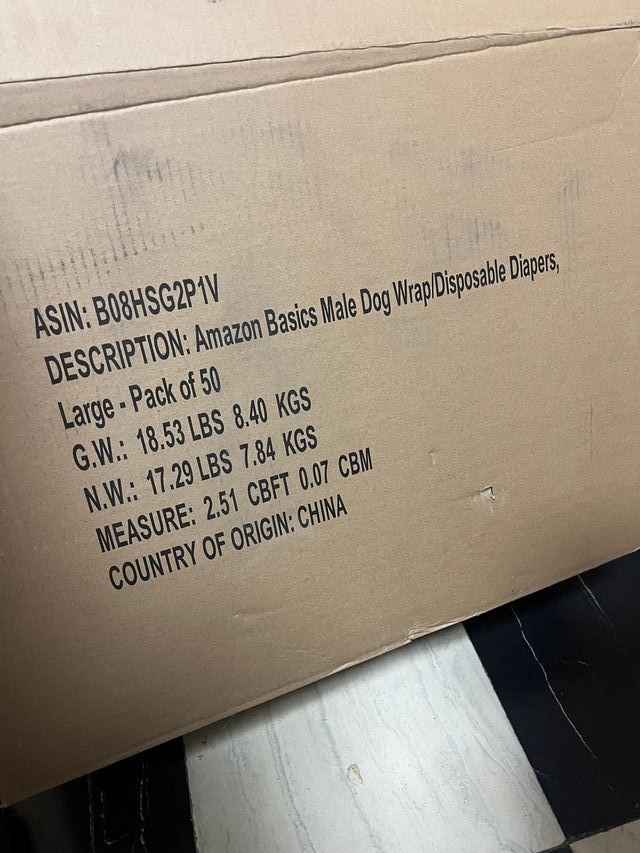 ASIN: B08HSG2P1V
DESCRIPTION: Amazon Basics Male Dog Wrap/Disposable Diapers,
Large - Pack of 50
G.W.: 18.53 LBS 8.40 KGS
N.W.: 17.29 LBS 7.84 KGS
MEASURE: 2.51 CBFT 0.07 CBM
COUNTRY OF ORIGIN: CHINA